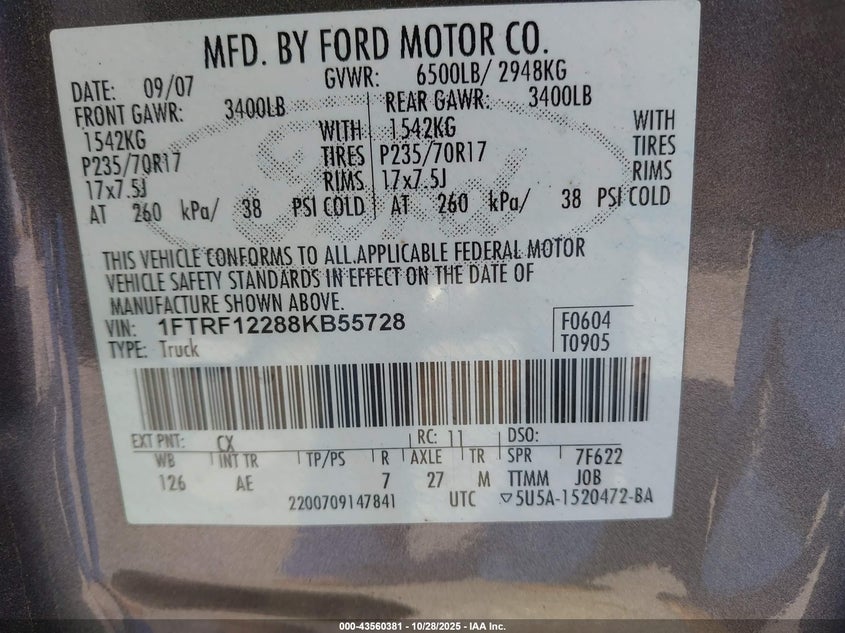 MFD. BY FORD MOTOR CO.
DATE: 09/07 GVWR: 6500LB/ 2948KG
FRONT GAWR: 3400LB REAR GAWR: 3400LB
1542KG WITH 1542KG WITH
P235/70R17 TIRES P235/70R17 TIRES
17x7.5J RIMS 17x7.5J RIMS
AT 260 kPa/ 38 PSI COLD AT 260 kPa/ 38 PSI COLD
THIS VEHICLE CONFORMS TO ALL APPLICABLE FEDERAL MOTOR
VEHICLE SAFETY STANDARDS IN EFFECT ON THE DATE OF
MANUFACTURE SHOWN ABOVE.
VIN: 1FTRF12288KB55728 F0604
TYPE: Truck T0905
EXT PNT: CX RC: 11 DSO:
WB INT TR TP/PS R AXLE TR SPR 7F622
126 AE 7 27 M TTMM JOB
2200709147841 UTC ▽5U5A-1520472-BA
Ford
000-43560381 | 10/28/2025 - IAA Inc.